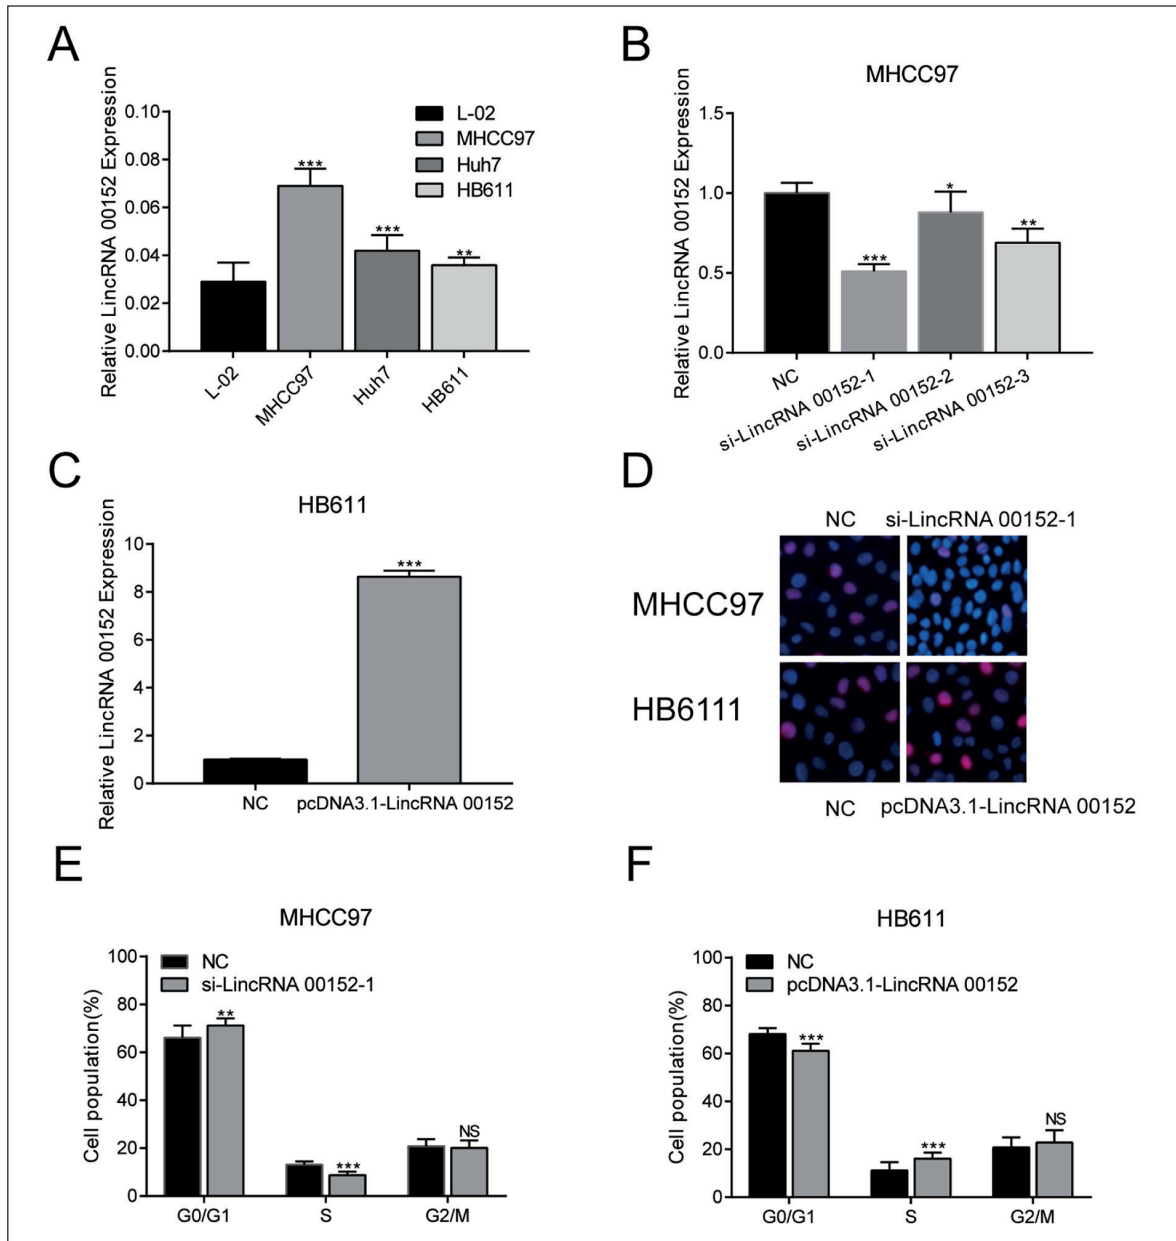 A
Relative LincRNA 00152 Expression
0.10
0.08
0.06
0.04
0.02
0.00
L-02
MHCC97
Huh7
HB611
***
***
**
L-02
MHCC97
Huh7
HB611
B
MHCC97
Relative LincRNA 00152 Expression
1.5
1.0
0.5
0.0
***
*
**
NC
si-LincRNA 00152-1
si-LincRNA 00152-2
si-LincRNA 00152-3
C
HB611
Relative LincRNA 00152 Expression
10
8
6
4
2
0
***
NC
pcDNA3.1-LincRNA 00152
D
NC
si-LincRNA 00152-1
MHCC97
HB6111
NC
pcDNA3.1-LincRNA 00152
E
MHCC97
Cell population(%)
100
80
60
40
20
0
NC
si-LincRNA 00152-1
**
***
NS
G0/G1
S
G2/M
F
HB611
Cell population(%)
100
80
60
40
20
0
NC
pcDNA3.1-LincRNA 00152
***
***
NS
G0/G1
S
G2/M